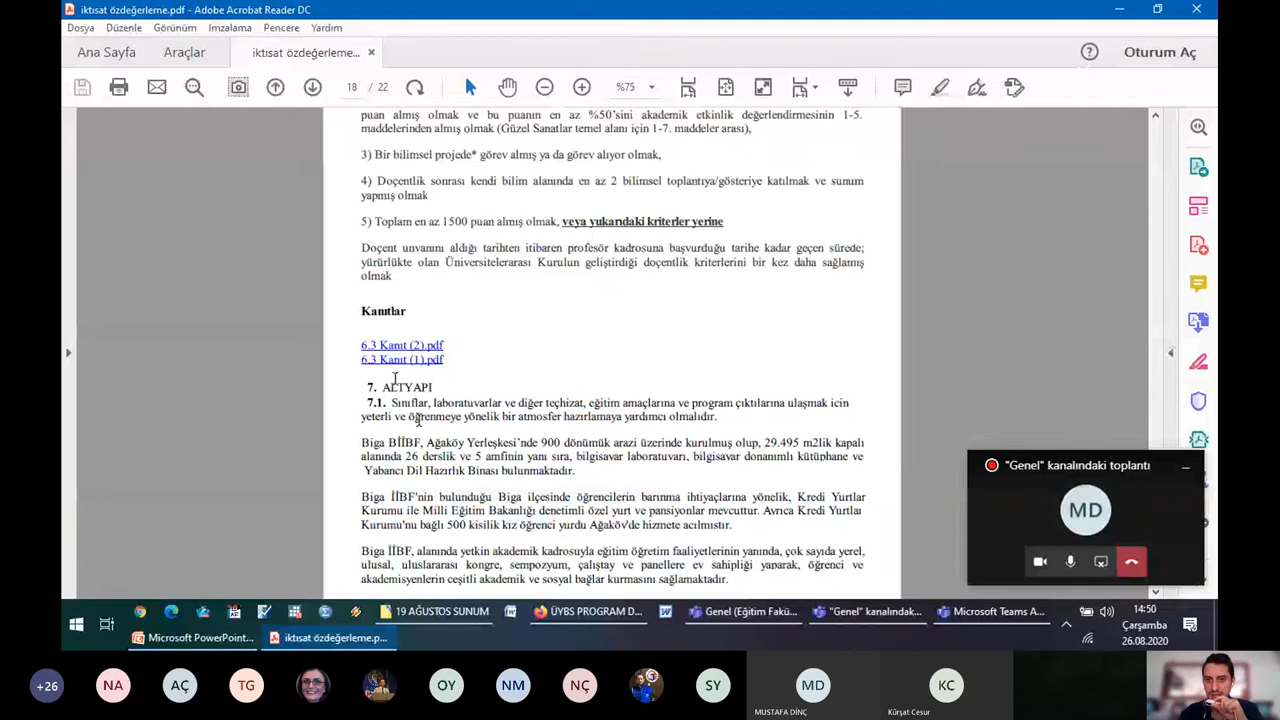 iktisat özdeğerleme.pdf - Adobe Acrobat Reader DC
Dosya Düzenle Görünüm İmzalama Pencere Yardım
Ana Sayfa Araçlar iktisat özdeğerleme... × Oturum Aç
18 / 22 %75
puan almış olmak ve bu puanın en az %50'sini akademik etkinlik değerlendirmesinin 1-5.
maddelerinden almış olmak (Güzel Sanatlar temel alanı için 1-7. maddeler arası),
3) Bir bilimsel projede* görev almış ya da görev alıyor olmak,
4) Doçentlik sonrası kendi bilim alanında en az 2 bilimsel toplantıya/gösteriye katılmak ve sunum
yapmış olmak
5) Toplam en az 1500 puan almış olmak, veya yukarıdaki kriterler yerine
Doçent unvanını aldığı tarihten itibaren profesör kadrosuna başvurduğu tarihe kadar geçen sürede;
yürürlükte olan Üniversitelerarası Kurulun geliştirdiği doçentlik kriterlerini bir kez daha sağlamış
olmak
Kanıtlar
6.3 Kanıt (2).pdf
6.3 Kanıt (1).pdf
7. ALTYAPI
7.1. Sınıflar, laboratuvarlar ve diğer teçhizat, eğitim amaçlarına ve program çıktılarına ulaşmak icin
yeterli ve öğrenmeye yönelik bir atmosfer hazırlamaya yardımcı olmalıdır.
Biga BİİBF, Ağaköy Yerleşkesi'nde 900 dönümük arazi üzerinde kurulmuş olup, 29.495 m2lik kapalı
alanında 26 derslik ve 5 amfinin yanı sıra, bilgisayar laboratuvarı, bilgisayar donanımlı kütüphane ve
Yabancı Dil Hazırlık Binası bulunmaktadır.
Biga İİBF'nin bulunduğu Biga ilçesinde öğrencilerin barınma ihtiyaçlarına yönelik, Kredi Yurtlar
Kurumu ile Milli Eğitim Bakanlığı denetimli özel yurt ve pansiyonlar mevcuttur. Ayrıca Kredi Yurtlar
Kurumu'nu bağlı 500 kişilik kız öğrenci yurdu Ağaköy'de hizmete açılmıştır.
Biga İİBF, alanında yetkin akademik kadrosuyla eğitim öğretim faaliyetlerinin yanında, çok sayıda yerel,
ulusal, uluslararası kongre, sempozyum, çalıştay ve panellere ev sahipliği yaparak, öğrenci ve
akademisyenlerin çeşitli akademik ve sosyal bağlar kurmasını sağlamaktadır.
"Genel" kanalındaki toplantı
MD
19 AĞUSTOS SUNUM ÜYBS PROGRAM D... Genel (Eğitim Fakü... "Genel" kanalındak... Microsoft Teams A...
Microsoft PowerPoint... iktisat özdeğerleme.p...
14:50
Çarşamba
26.08.2020
+26 NA AÇ TG OY NM NÇ SY MD KC
MUSTAFA DİNÇ Kürşat Cesur